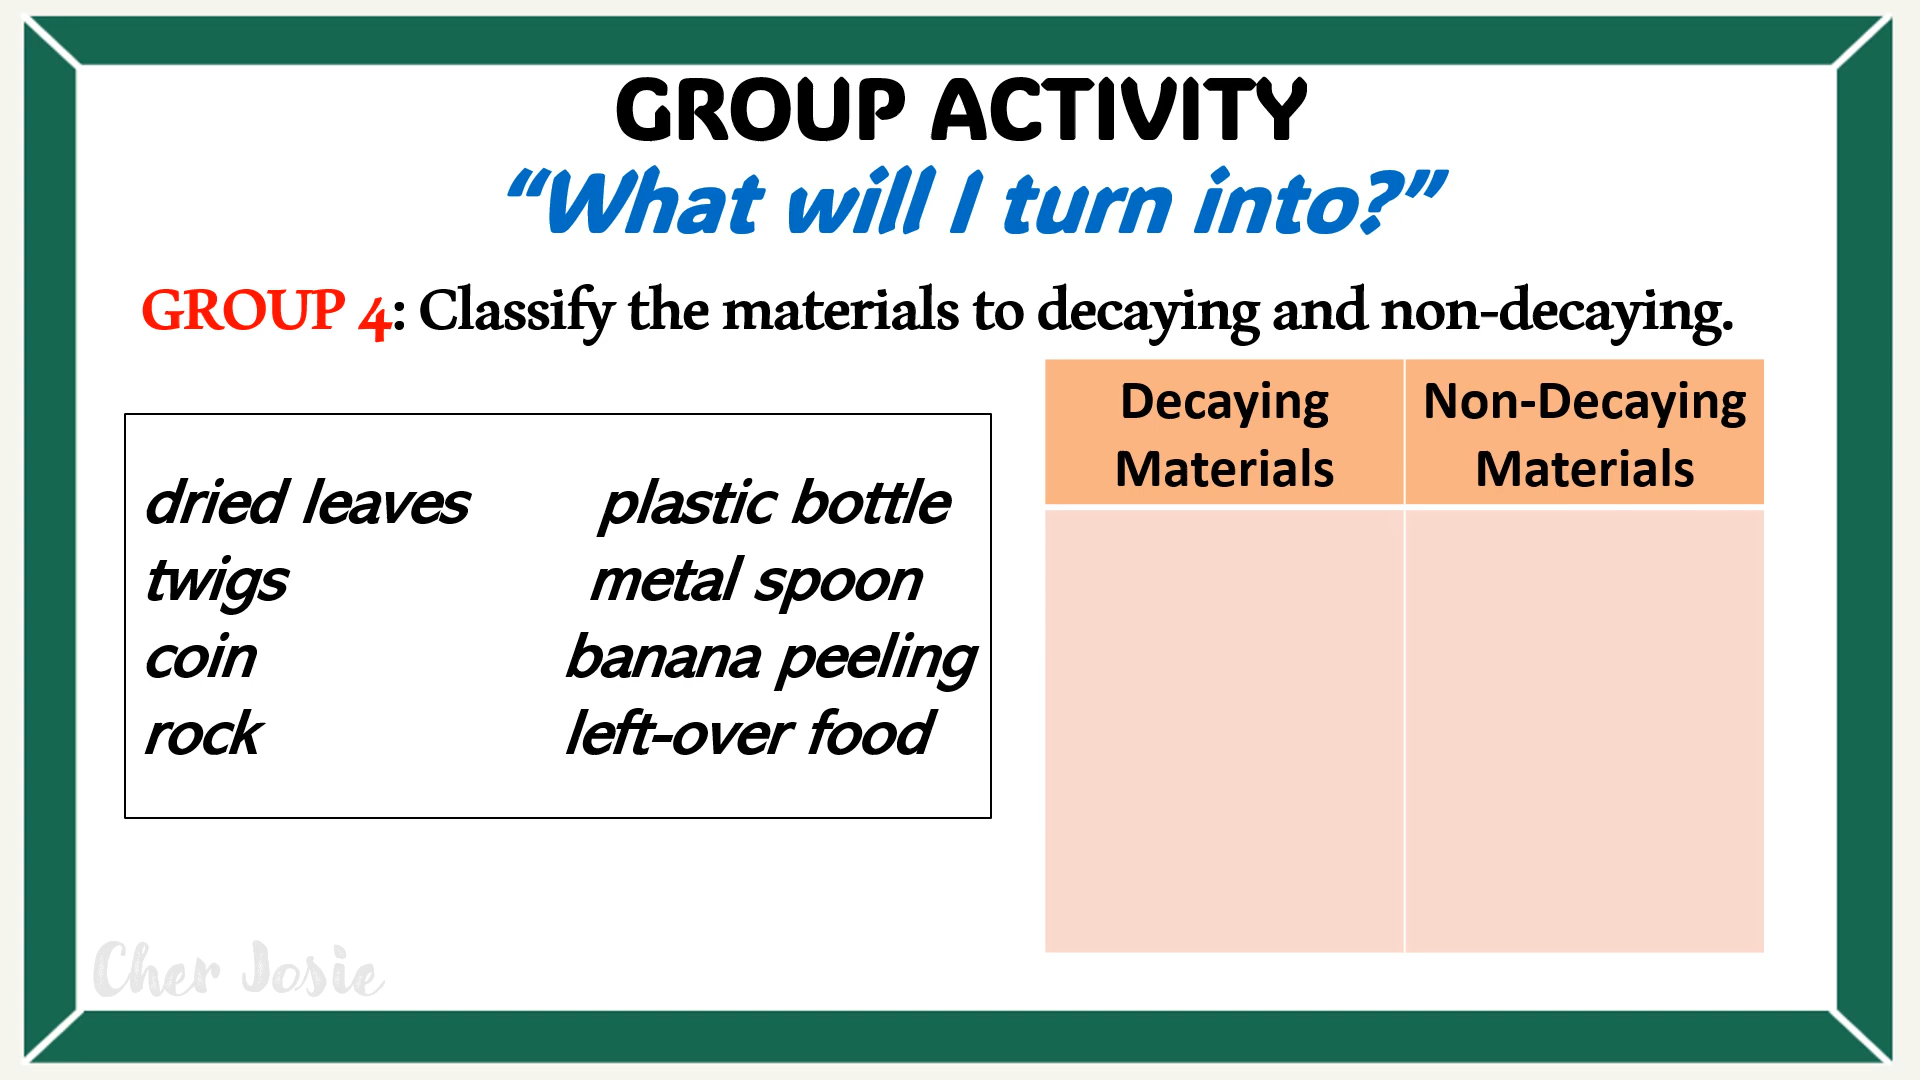 GROUP ACTIVITY
“What will I turn into?”
GROUP 4: Classify the materials to decaying and non-decaying.
dried leaves plastic bottle
twigs metal spoon
coin banana peeling
rock left-over food
Decaying Materials
Non-Decaying Materials
Cher Josie